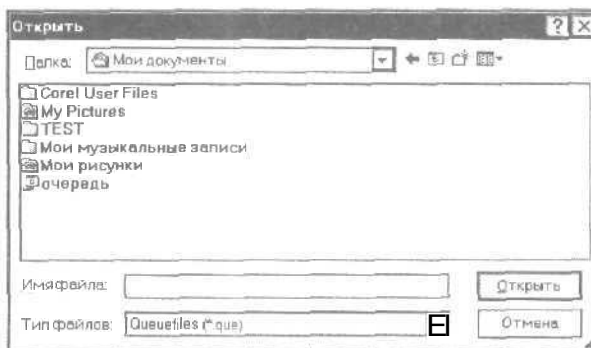 Открыть
Папка: Мои документы
Corel User Files
My Pictures
TEST
Мои музыкальные записи
Мои рисунки
очередь
Имя файла: Открыть
Тип файлов: Queuefiles (*.que) Отмена